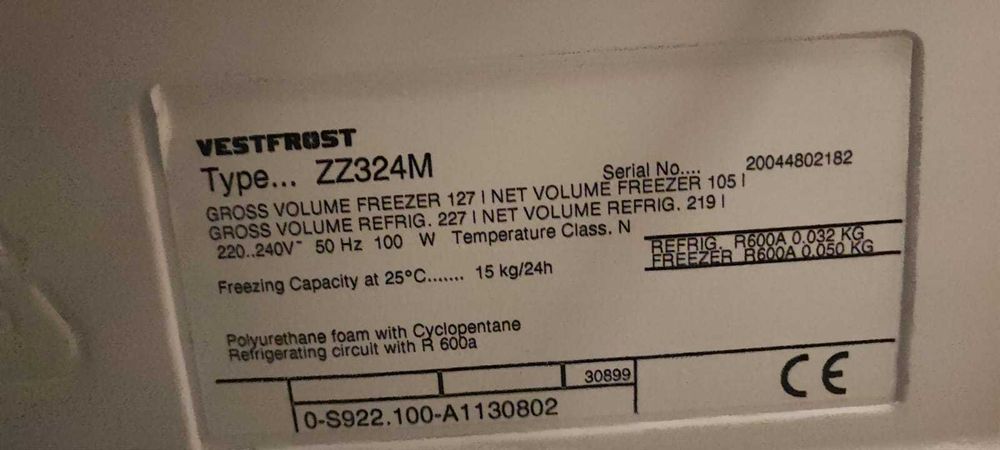 VESTFRØST
Type... ZZ324M
Serial No.... 20044802182
GROSS VOLUME FREEZER 127 l NET VOLUME FREEZER 105 l
GROSS VOLUME REFRIG. 227 l NET VOLUME REFRIG. 219 l
220..240V~ 50 Hz 100 W Temperature Class. N
REFRIG. R600A 0.032 KG
FREEZER R600A 0.050 KG
Freezing Capacity at 25°C....... 15 kg/24h
Polyurethane foam with Cyclopentane
Refrigerating circuit with R 600a
30899
0-S922.100-A1130802
CE